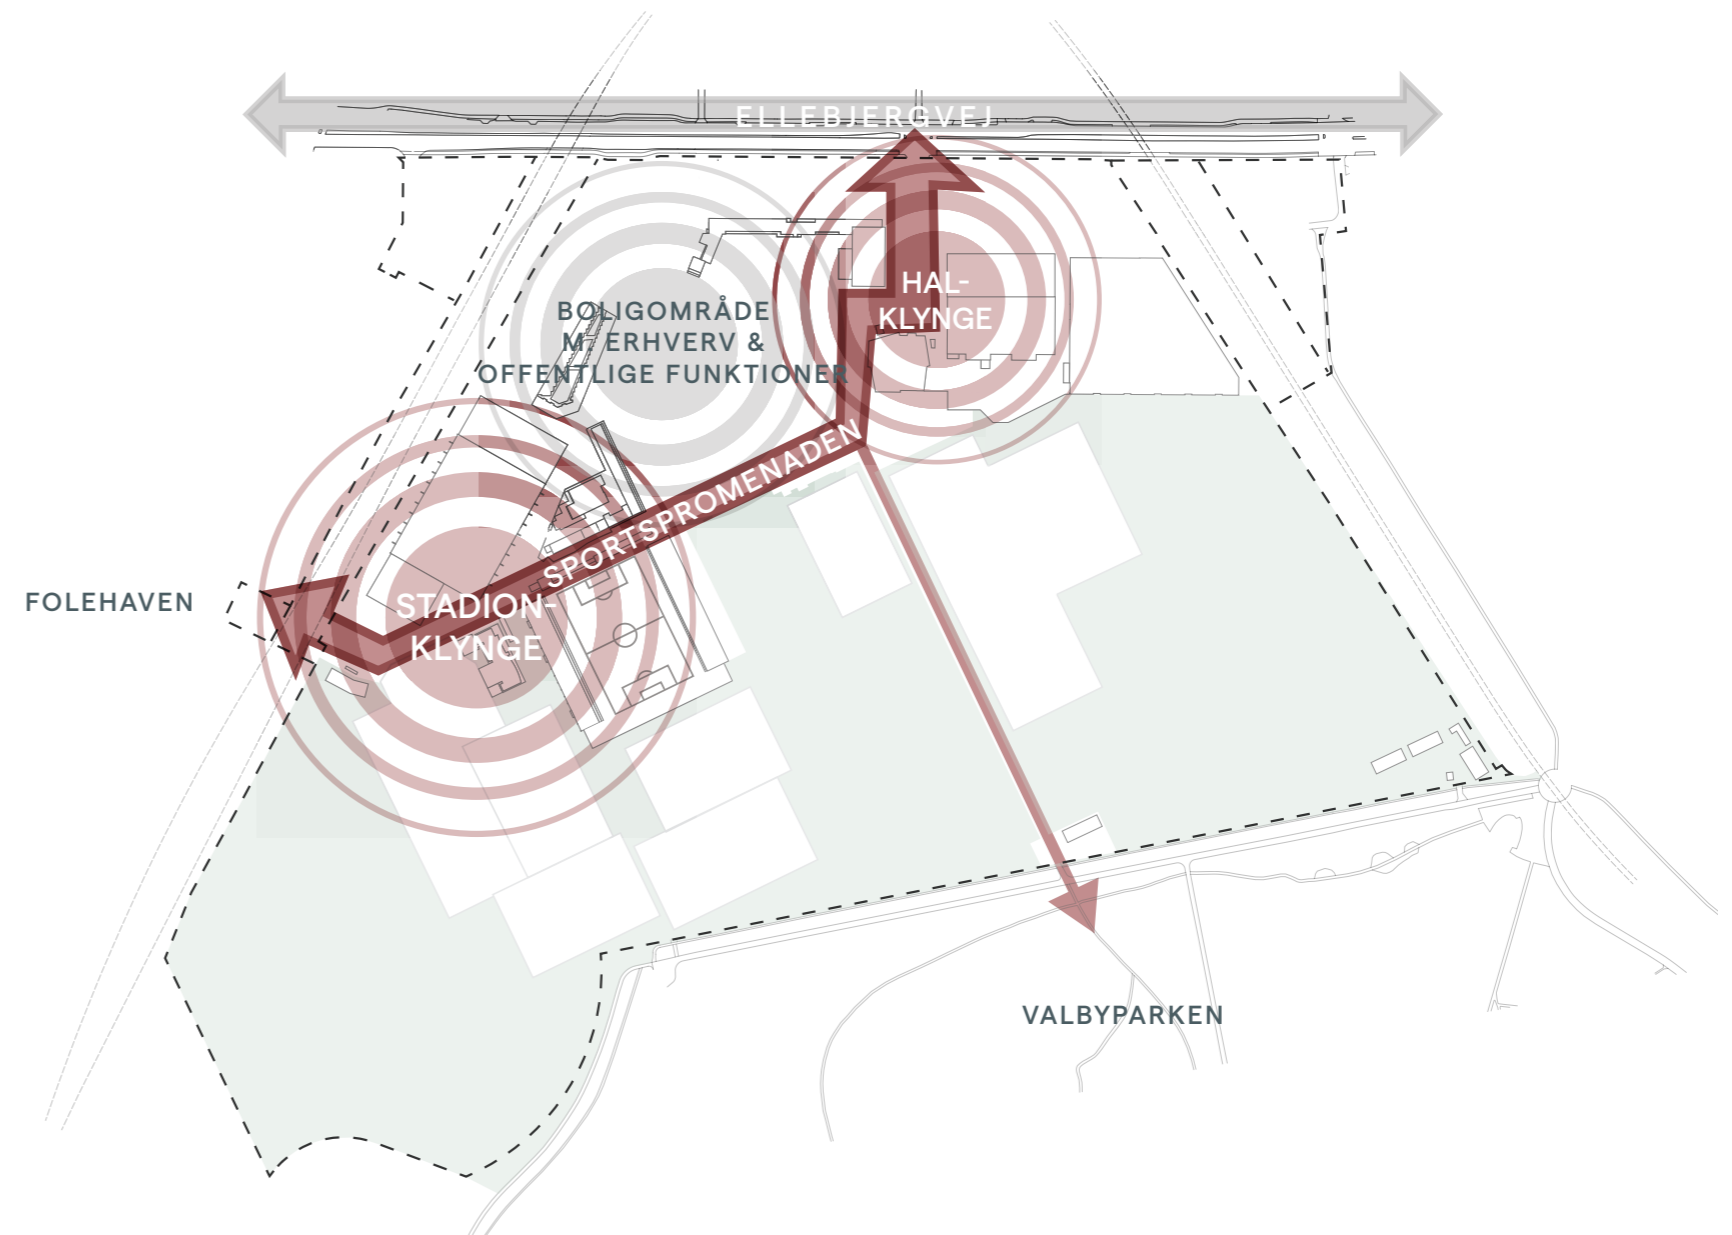 ELLEBJERGVEJ
HAL-
KLYNGE
BOLIGOMRÅDE
M. ERHVERV &
OFFENTLIGE FUNKTIONER
SPORTSPROMENADEN
FOLEHAVEN
STADION-
KLYNGE
VALBYPARKEN